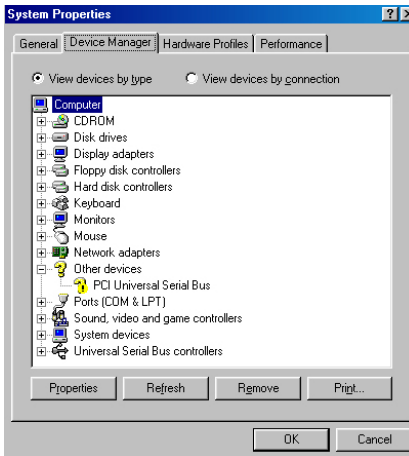 System Properties
General Device Manager Hardware Profiles Performance
View devices by type View devices by connection
Computer
CDROM
Disk drives
Display adapters
Floppy disk controllers
Hard disk controllers
Keyboard
Monitors
Mouse
Network adapters
Other devices
PCI Universal Serial Bus
Ports (COM & LPT)
Sound, video and game controllers
System devices
Universal Serial Bus controllers
Properties Refresh Remove Print...
OK Cancel